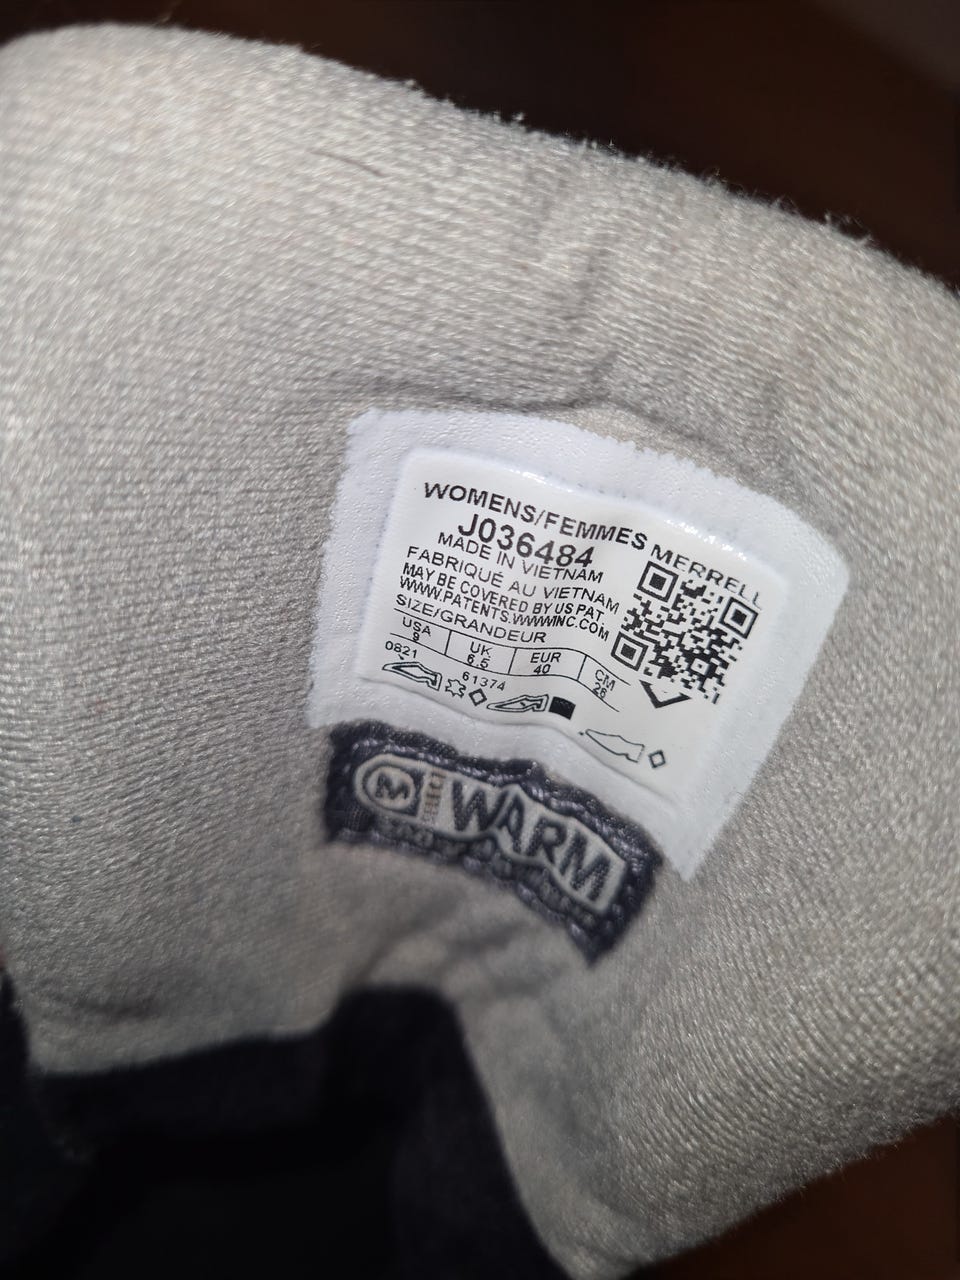 WOMENS/FEMMES MERRELL
J036484
MADE IN VIETNAM
FABRIQUÉ AU VIETNAM
MAY BE COVERED BY US PAT.
WWW.PATENTS.WWWINC.COM
SIZE/GRANDEUR
USA UK EUR CM
9 6.5 40 26
0821 61374
M WARM